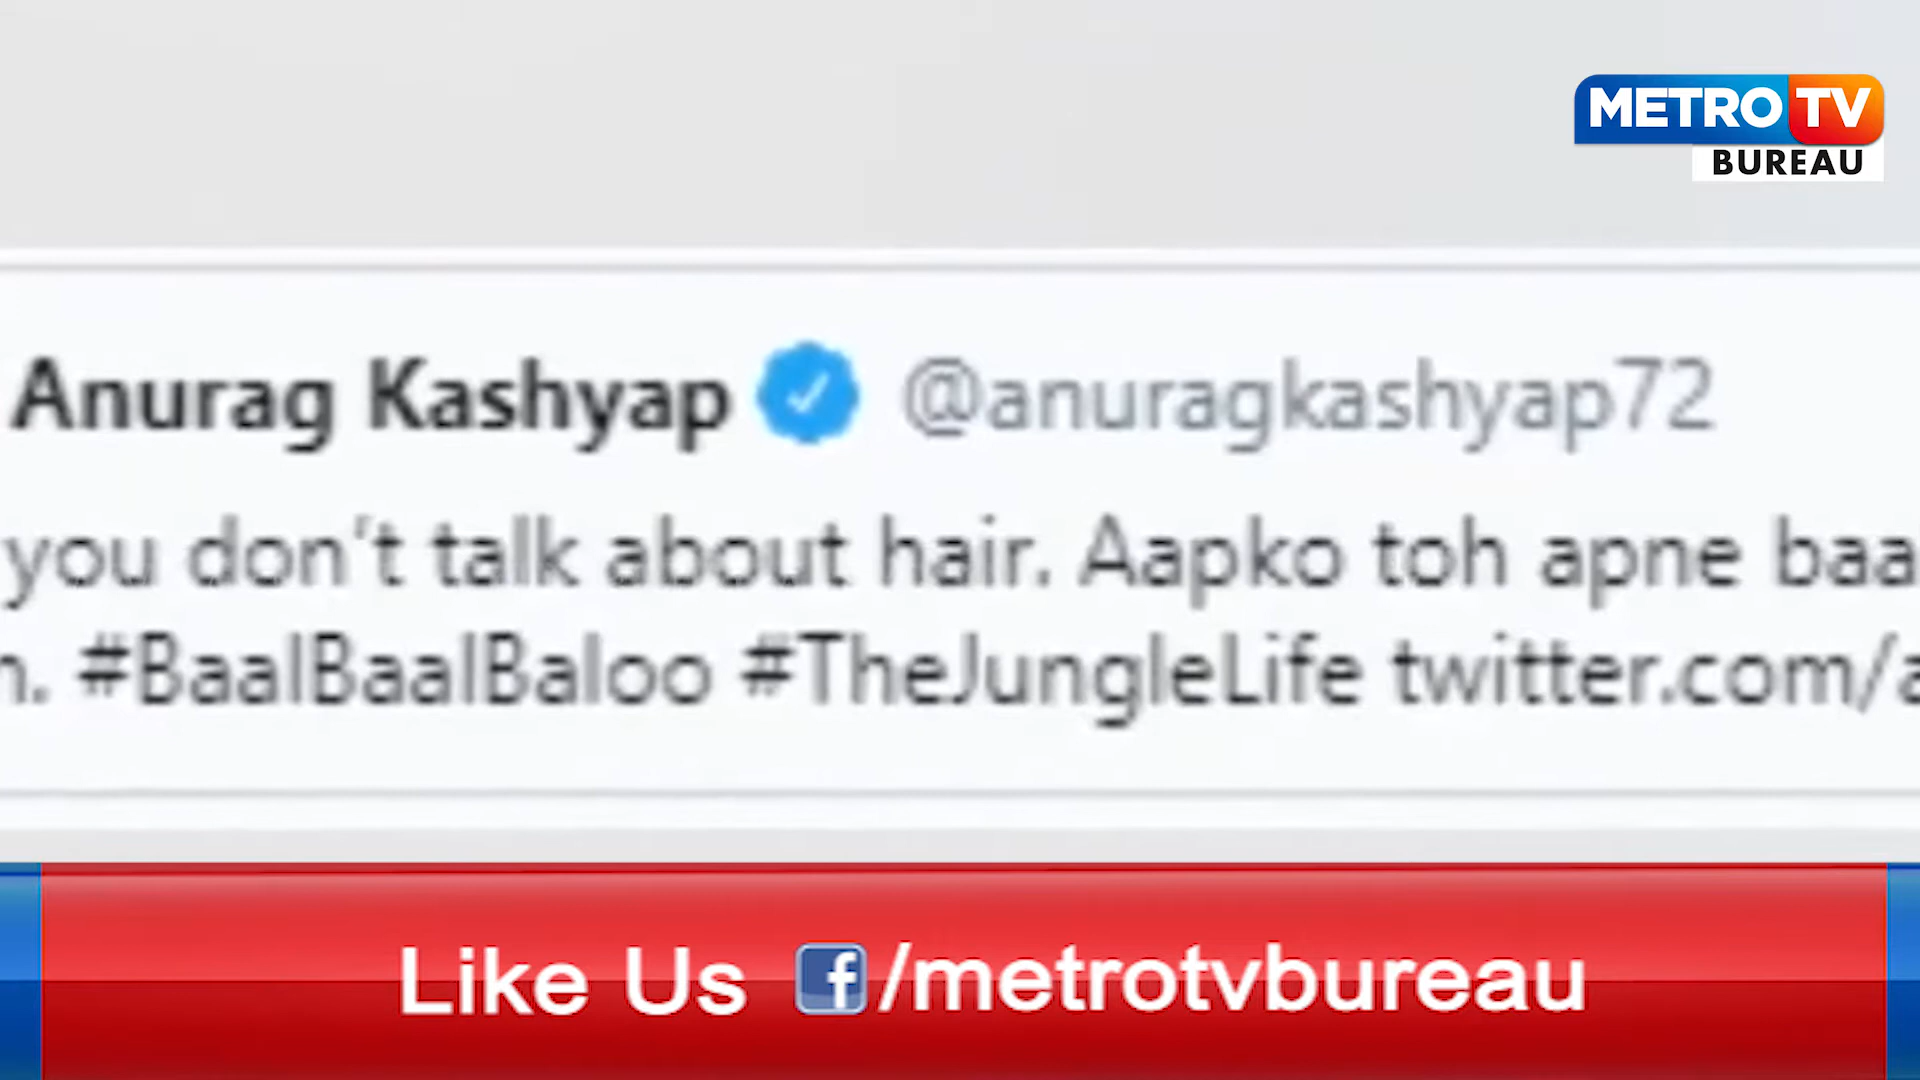 METRO TV
BUREAU
Anurag Kashyap @anuragkashyap72
you don't talk about hair. Aapko toh apne baa
. #BaalBaalBaloo #TheJungleLife twitter.com/a
Like Us f/metrotvbureau